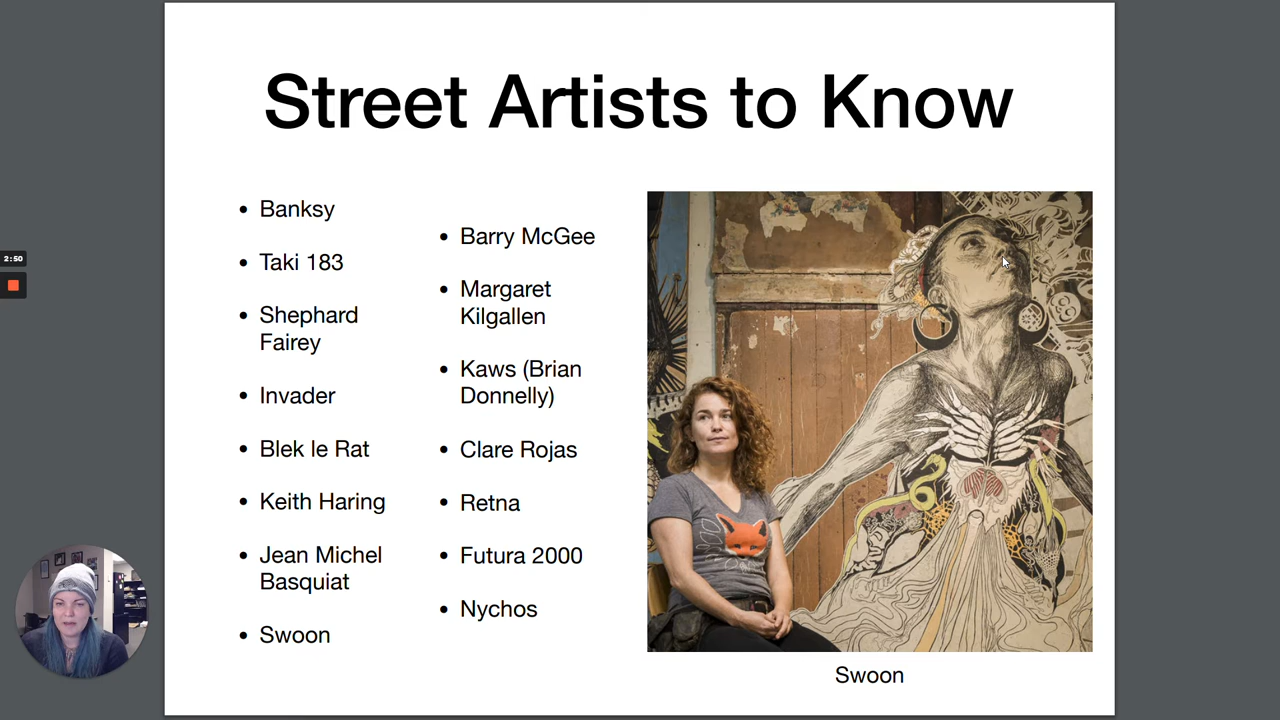 Street Artists to Know
Banksy
Taki 183
Shephard
Fairey
Invader
Blek le Rat
Keith Haring
Jean Michel
Basquiat
Swoon
Barry McGee
Margaret
Kilgallen
Kaws (Brian
Donnelly)
Clare Rojas
Retna
Futura 2000
Nychos
Swoon
2:50